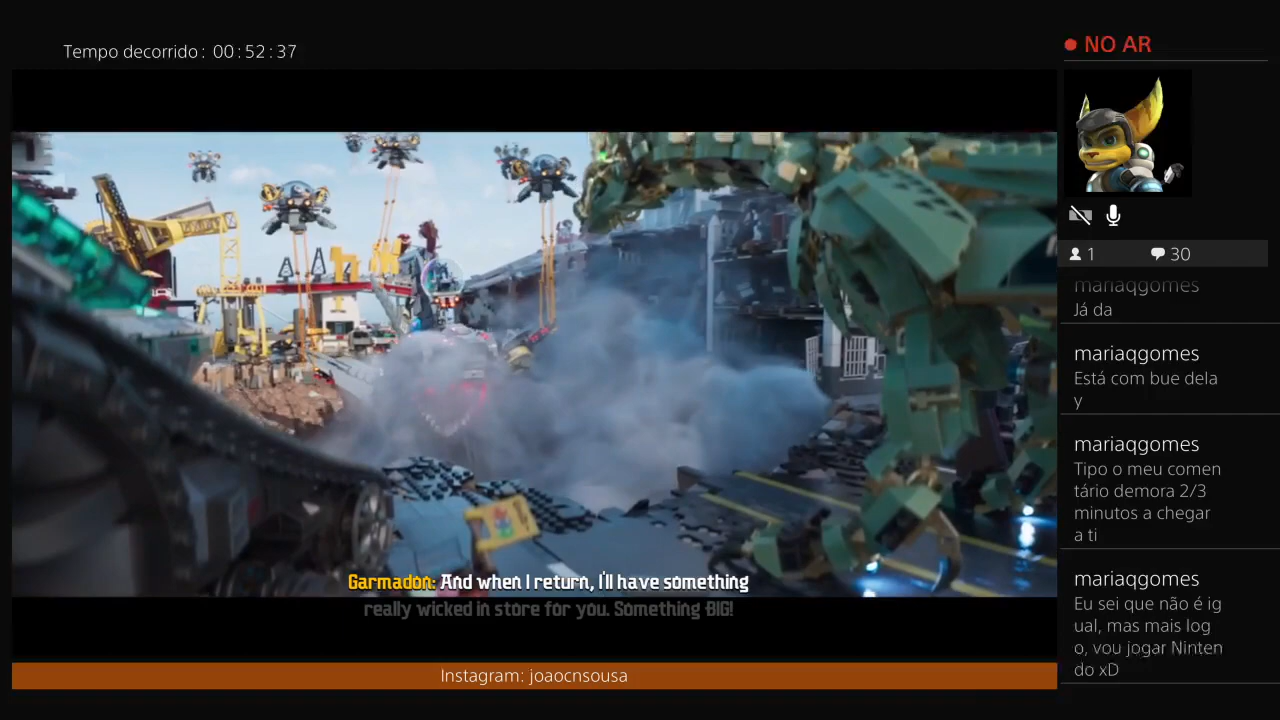 Tempo decorrido: 00:52:37
NO AR
1
30
mariaqgomes
Já da
mariaqgomes
Está com bue dela
y
mariaqgomes
Tipo o meu comen
tário demora 2/3
minutos a chegar
a ti
mariaqgomes
Eu sei que não é ig
ual, mas mais log
o, vou jogar Ninten
do xD
Garmadon: And when I return, I'll have something
really wicked in store for you. Something BIG!
Instagram: joaocnsousa